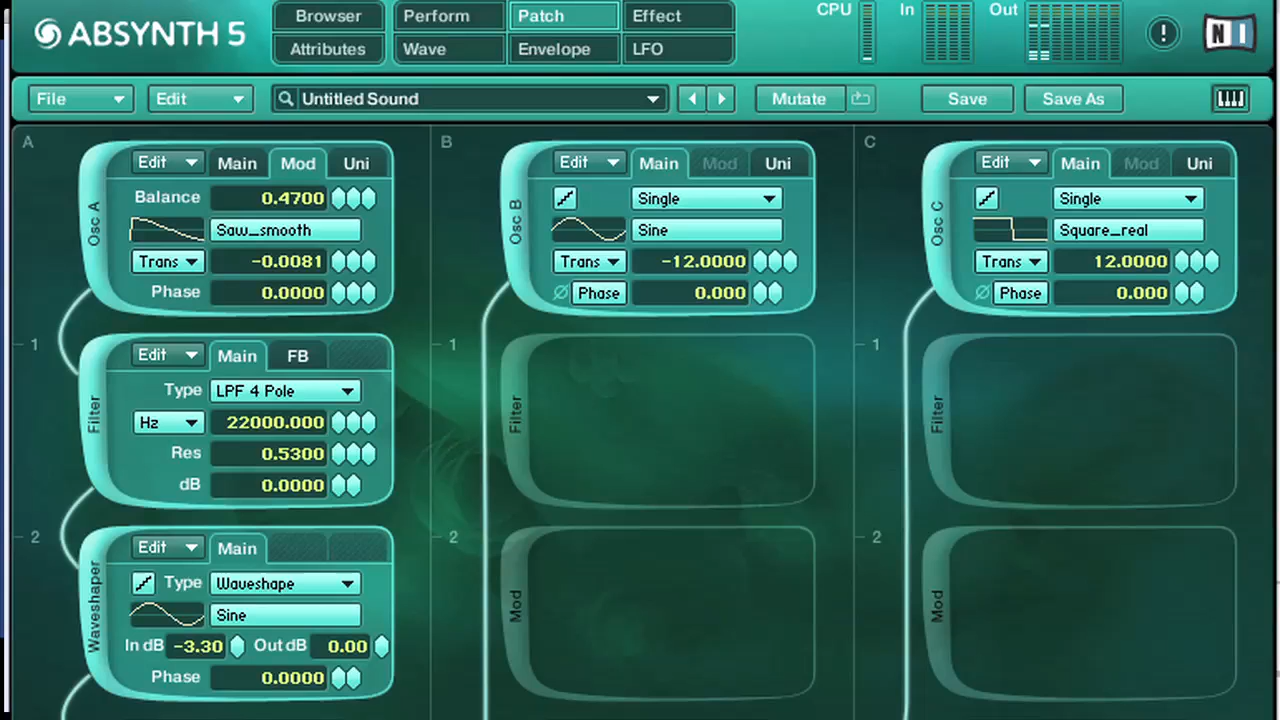 ABSYNTH 5
Browser Perform Patch Effect
Attributes Wave Envelope LFO
CPU In Out
! NI
File Edit Untitled Sound Mutate Save Save As
A B C
Osc A
Edit Main Mod Uni
Balance 0.4700
Saw_smooth
Trans -0.0081
Phase 0.0000
Osc B
Edit Main Mod Uni
Single
Sine
Trans -12.0000
Ø Phase 0.000
Osc C
Edit Main Mod Uni
Single
Square_real
Trans 12.0000
Ø Phase 0.000
1 1 1
Filter
Edit Main FB
Type LPF 4 Pole
Hz 22000.000
Res 0.5300
dB 0.0000
Filter
Filter
2 2 2
Waveshaper
Edit Main
Type Waveshape
Sine
In dB -3.30 Out dB 0.00
Phase 0.0000
Mod
Mod